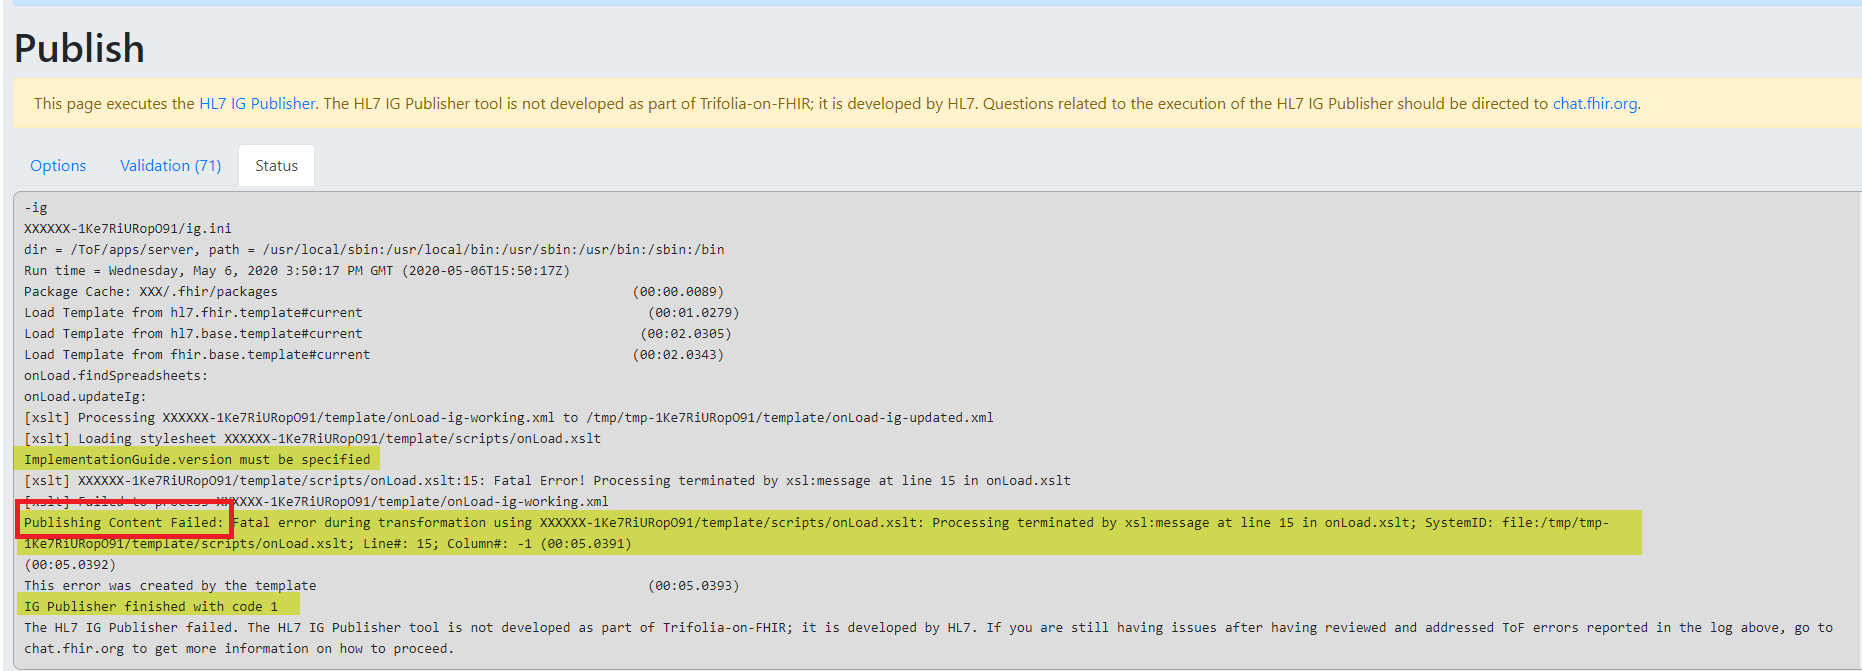 Publish
This page executes the HL7 IG Publisher. The HL7 IG Publisher tool is not developed as part of Trifolia-on-FHIR; it is developed by HL7. Questions related to the execution of the HL7 IG Publisher should be directed to chat.fhir.org.
Options Validation (71) Status
-ig
XXXXXX-1Ke7RiURopO91/ig.ini
dir = /ToF/apps/server, path = /usr/local/sbin:/usr/local/bin:/usr/sbin:/usr/bin:/sbin:/bin
Run time = Wednesday, May 6, 2020 3:50:17 PM GMT (2020-05-06T15:50:17Z)
Package Cache: XXX/.fhir/packages (00:00.0089)
Load Template from hl7.fhir.template#current (00:01.0279)
Load Template from hl7.base.template#current (00:02.0305)
Load Template from fhir.base.template#current (00:02.0343)
onLoad.findSpreadsheets:
onLoad.updateIg:
[xslt] Processing XXXXXX-1Ke7RiURopO91/template/onLoad-ig-working.xml to /tmp/tmp-1Ke7RiURopO91/template/onLoad-ig-updated.xml
[xslt] Loading stylesheet XXXXXX-1Ke7RiURopO91/template/scripts/onLoad.xslt
ImplementationGuide.version must be specified
[xslt] XXXXXX-1Ke7RiURopO91/template/scripts/onLoad.xslt:15: Fatal Error! Processing terminated by xsl:message at line 15 in onLoad.xslt
[xslt] Failed to process XXXXXX-1Ke7RiURopO91/template/onLoad-ig-working.xml
Publishing Content Failed: Fatal error during transformation using XXXXXX-1Ke7RiURopO91/template/scripts/onLoad.xslt: Processing terminated by xsl:message at line 15 in onLoad.xslt; SystemID: file:/tmp/tmp-
1Ke7RiURopO91/template/scripts/onLoad.xslt; Line#: 15; Column#: -1 (00:05.0391)
(00:05.0392)
This error was created by the template (00:05.0393)
IG Publisher finished with code 1
The HL7 IG Publisher failed. The HL7 IG Publisher tool is not developed as part of Trifolia-on-FHIR; it is developed by HL7. If you are still having issues after having reviewed and addressed ToF errors reported in the log above, go to
chat.fhir.org to get more information on how to proceed.